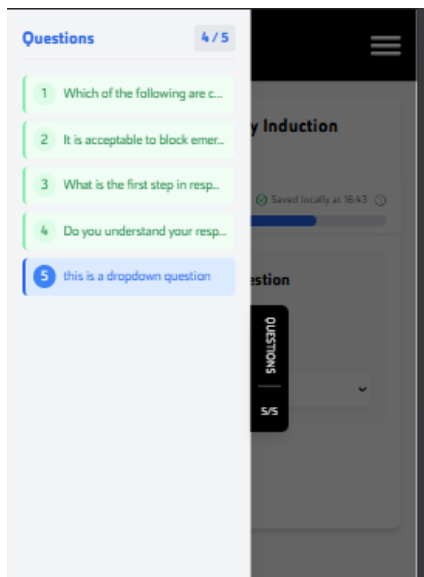 Questions
4 / 5
1 Which of the following are c...
2 It is acceptable to block emer...
3 What is the first step in resp...
4 Do you understand your resp...
5 this is a dropdown question
y Induction
Saved locally at 16:43
estion
QUESTIONS
5/5